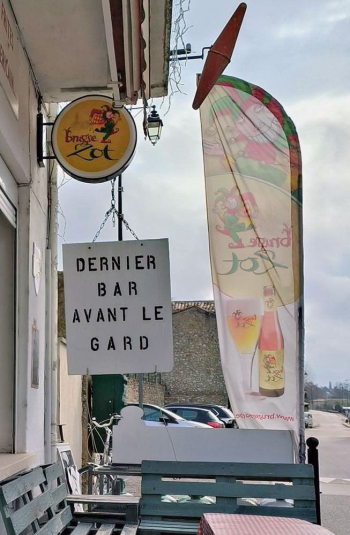 brugse
Zot
DERNIER
BAR
AVANT LE
GARD
brugse
Zot